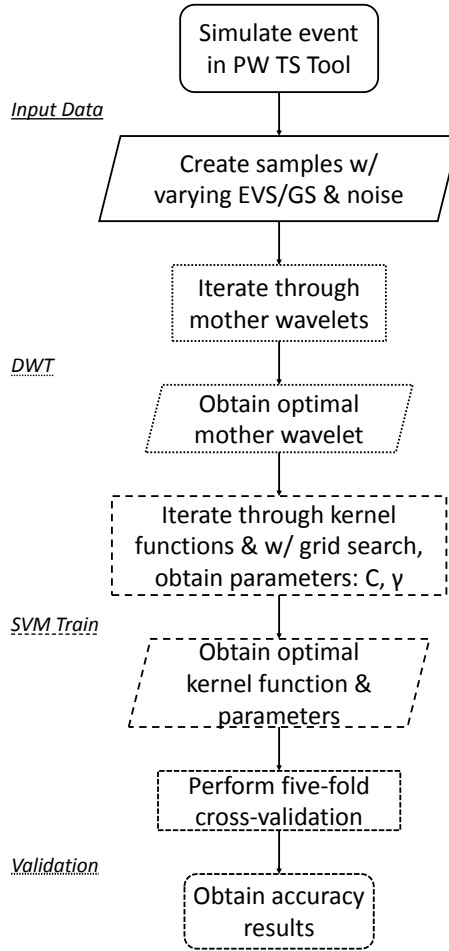 Simulate event
in PW TS Tool
Input Data
Create samples w/
varying EVS/GS & noise
Iterate through
mother wavelets
DWT
Obtain optimal
mother wavelet
Iterate through kernel
functions & w/ grid search,
obtain parameters: C, γ
SVM Train
Obtain optimal
kernel function &
parameters
Perform five-fold
cross-validation
Validation
Obtain accuracy
results